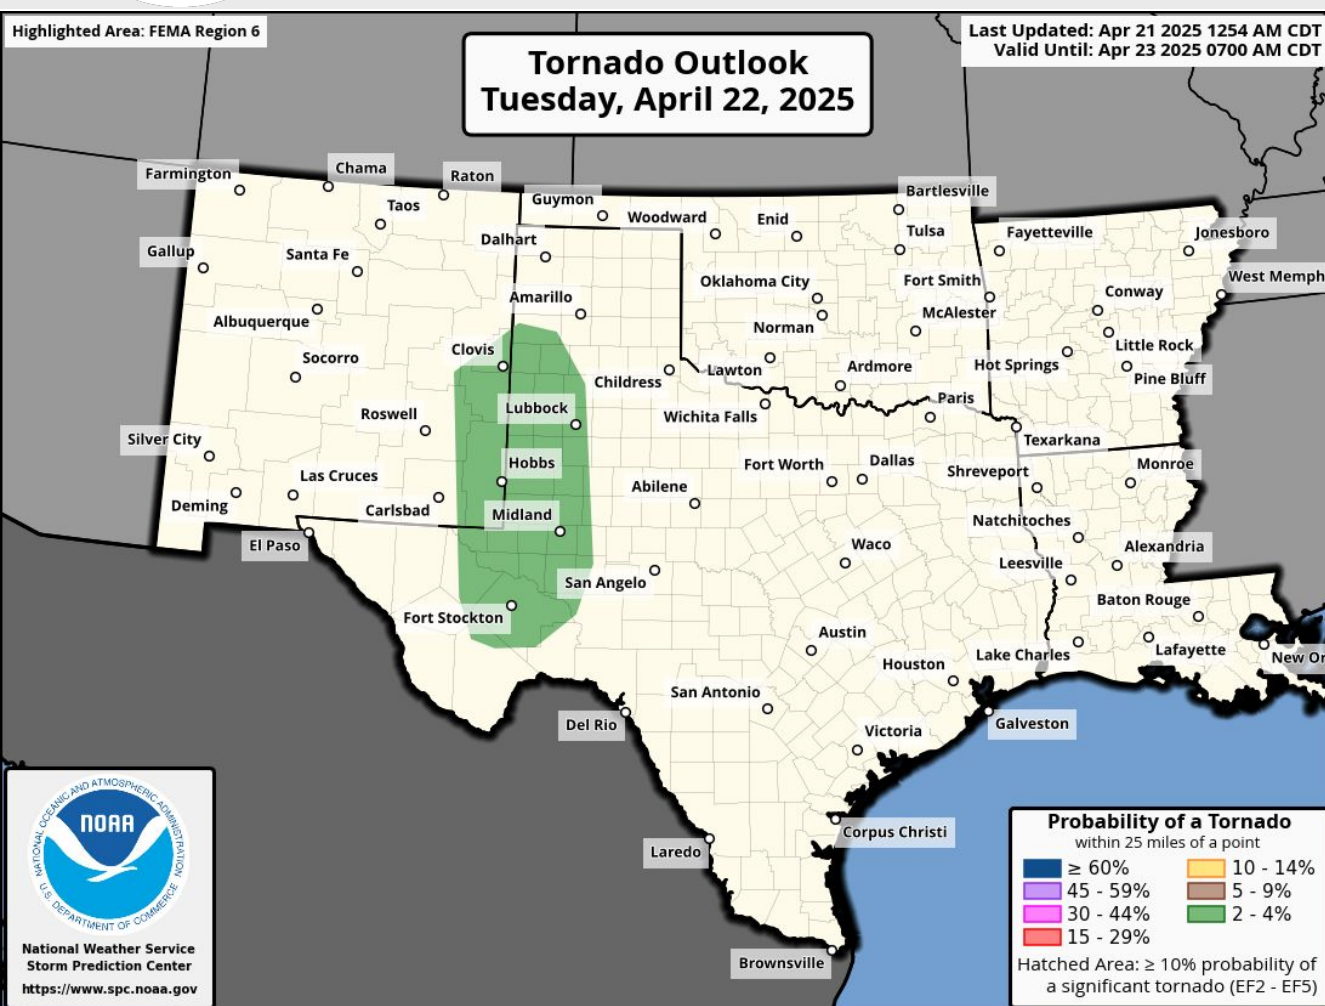 Highlighted Area: FEMA Region 6
Last Updated: Apr 21 2025 1254 AM CDT
Valid Until: Apr 23 2025 0700 AM CDT
Tornado Outlook
Tuesday, April 22, 2025
Farmington
Chama
Raton
Taos
Guymon
Woodward
Enid
Bartlesville
Tulsa
Fayetteville
Jonesboro
Gallup
Santa Fe
Dalhart
Oklahoma City
Fort Smith
West Memph
Albuquerque
Amarillo
Norman
McAlester
Conway
Little Rock
Socorro
Clovis
Childress
Lawton
Ardmore
Hot Springs
Pine Bluff
Roswell
Lubbock
Wichita Falls
Paris
Silver City
Texarkana
Las Cruces
Hobbs
Abilene
Fort Worth
Dallas
Shreveport
Monroe
Deming
Carlsbad
Midland
Natchitoches
El Paso
Waco
Alexandria
San Angelo
Leesville
Fort Stockton
Baton Rouge
Austin
Lake Charles
Lafayette
New Or
Houston
San Antonio
Del Rio
Galveston
Victoria
Corpus Christi
Laredo
Brownsville
NATIONAL OCEANIC AND ATMOSPHERIC ADMINISTRATION
NOAA
U.S. DEPARTMENT OF COMMERCE
National Weather Service
Storm Prediction Center
https://www.spc.noaa.gov
Probability of a Tornado
within 25 miles of a point
≥ 60% 10 - 14%
45 - 59% 5 - 9%
30 - 44% 2 - 4%
15 - 29%
Hatched Area: ≥ 10% probability of
a significant tornado (EF2 - EF5)